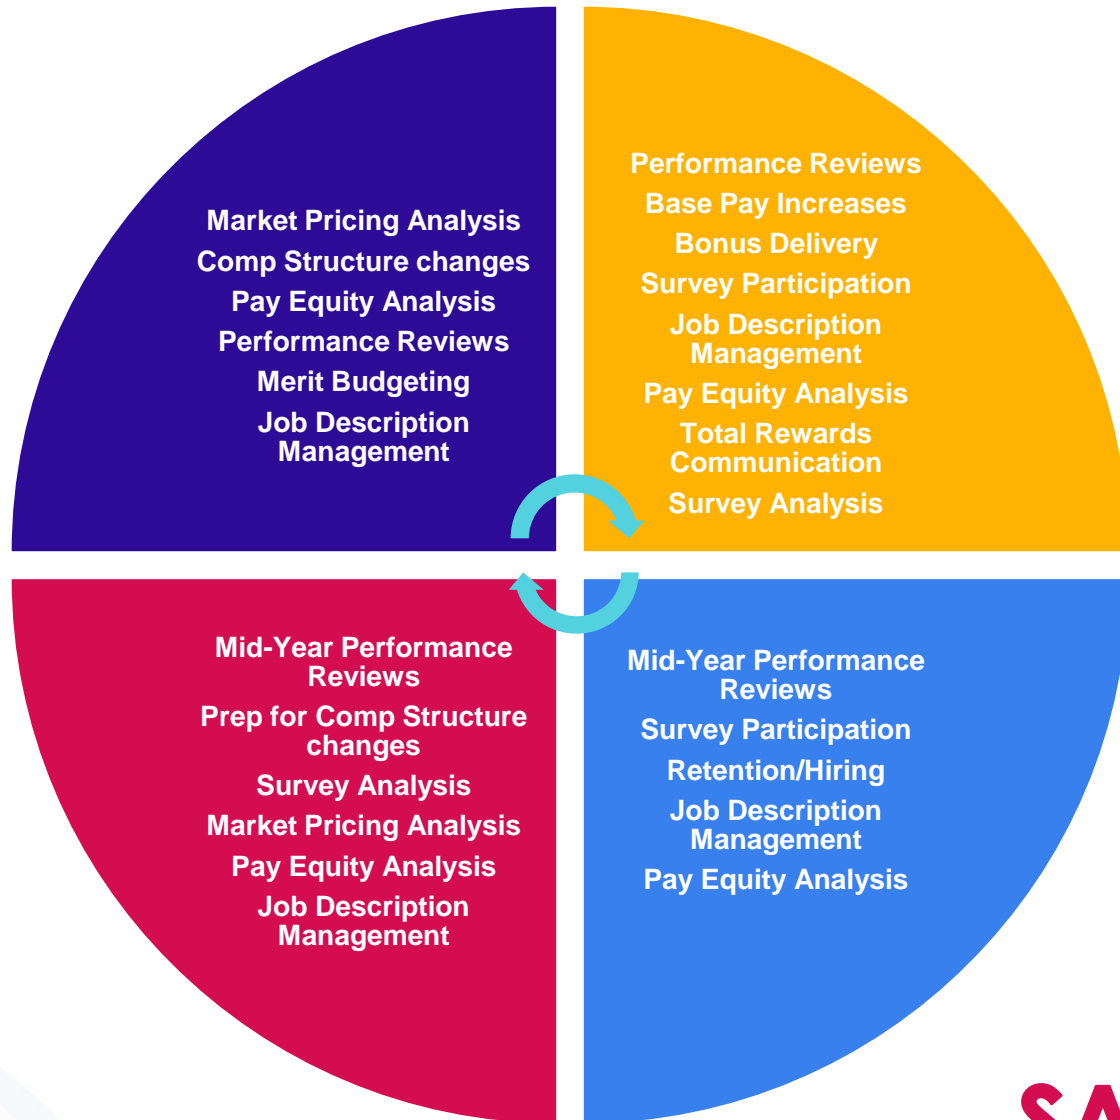 Market Pricing Analysis
Comp Structure changes
Pay Equity Analysis
Performance Reviews
Merit Budgeting
Job Description
Management
Performance Reviews
Base Pay Increases
Bonus Delivery
Survey Participation
Job Description
Management
Pay Equity Analysis
Total Rewards
Communication
Survey Analysis
Mid-Year Performance
Reviews
Prep for Comp Structure
changes
Survey Analysis
Market Pricing Analysis
Pay Equity Analysis
Job Description
Management
Mid-Year Performance
Reviews
Survey Participation
Retention/Hiring
Job Description
Management
Pay Equity Analysis
SA